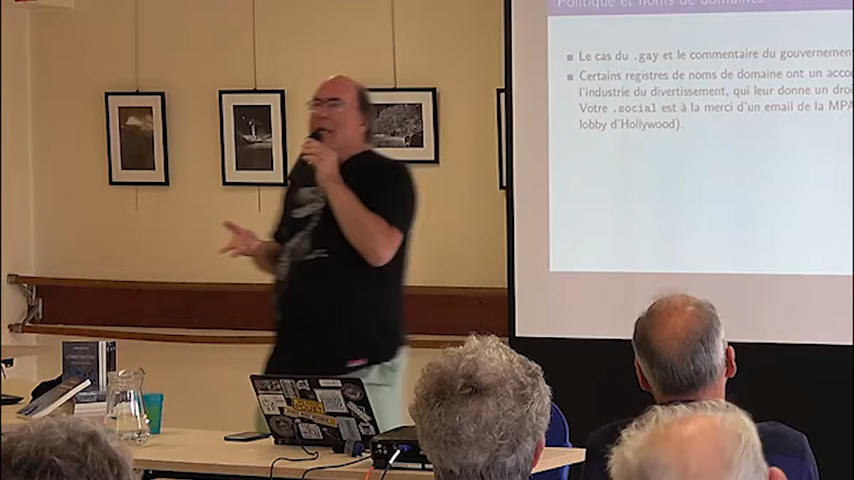 Politique et noms de domaines
Le cas du .gay et le commentaire du gouvernement
Certains registres de noms de domaine ont un acco
l'industrie du divertissement, qui leur donne un dro
Votre .social est à la merci d'un email de la MPA
lobby d'Hollywood).